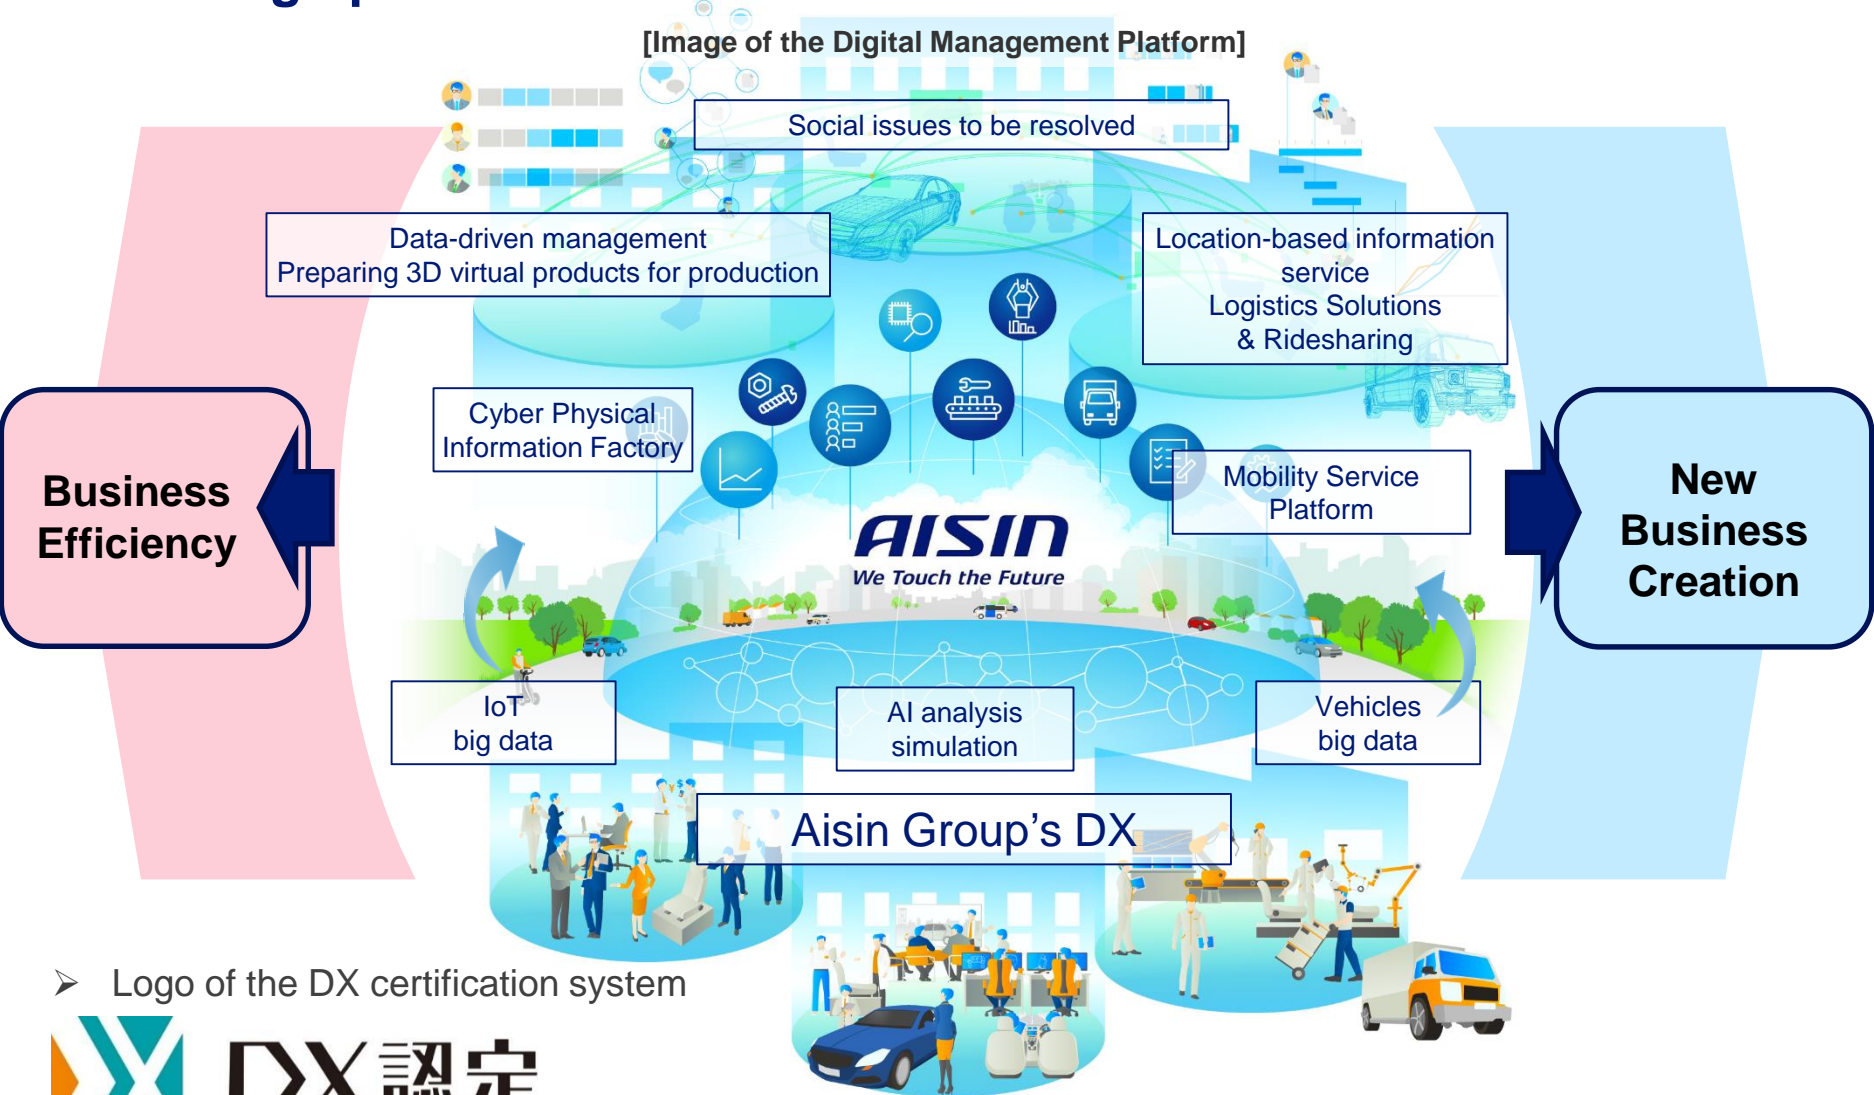 [Image of the Digital Management Platform]
Social issues to be resolved
Data-driven management
Preparing 3D virtual products for production
Location-based information
service
Logistics Solutions
& Ridesharing
Cyber Physical
Information Factory
Mobility Service
Platform
Business
Efficiency
New
Business
Creation
AISIN
We Touch the Future
IoT
big data
AI analysis
simulation
Vehicles
big data
Aisin Group's DX
➢ Logo of the DX certification system
DX認定